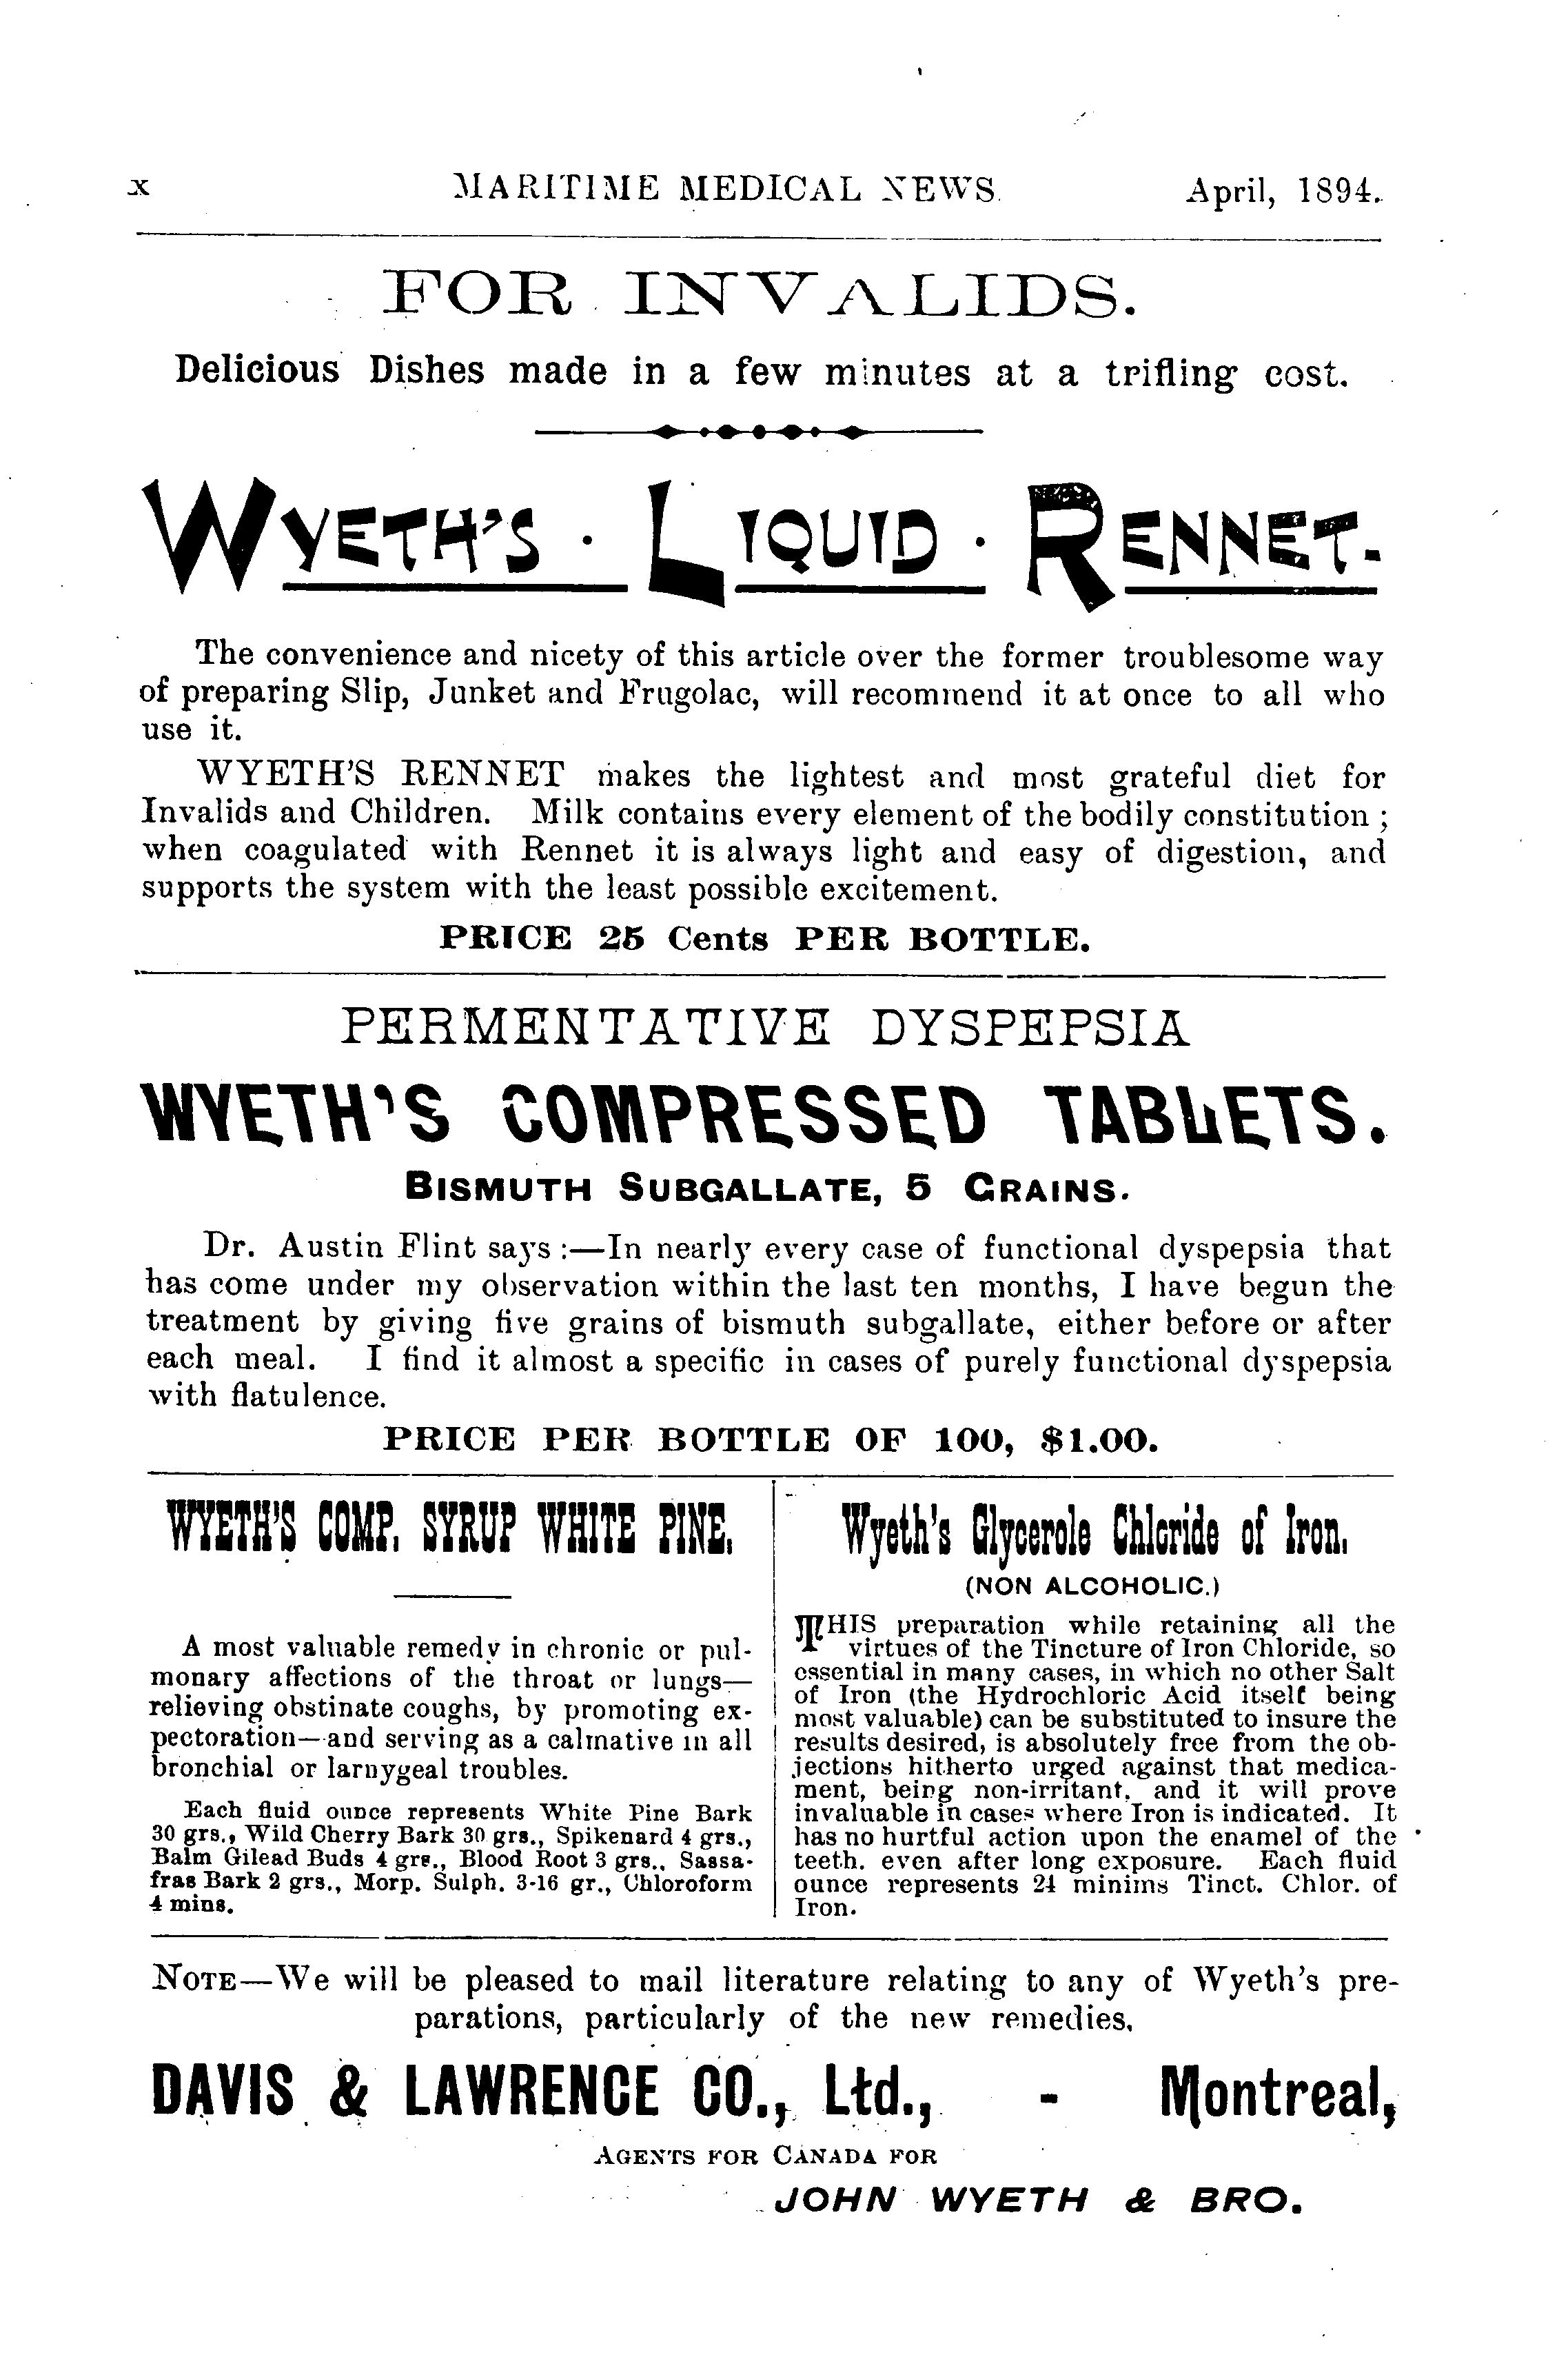 x MARITIME MEDICAL NEWS. April, 1894.
FOR INVALIDS.
Delicious Dishes made in a few minutes at a trifling cost.
WYETH'S · LIQUID · RENNET.
The convenience and nicety of this article over the former troublesome way
of preparing Slip, Junket and Frugolac, will recommend it at once to all who
use it.
WYETH'S RENNET makes the lightest and most grateful diet for
Invalids and Children. Milk contains every element of the bodily constitution ;
when coagulated with Rennet it is always light and easy of digestion, and
supports the system with the least possible excitement.
PRICE 25 Cents PER BOTTLE.
PERMENTATIVE DYSPEPSIA
WYETH'S COMPRESSED TABLETS.
BISMUTH SUBGALLATE, 5 GRAINS.
Dr. Austin Flint says :—In nearly every case of functional dyspepsia that
has come under my observation within the last ten months, I have begun the
treatment by giving five grains of bismuth subgallate, either before or after
each meal. I find it almost a specific in cases of purely functional dyspepsia
with flatulence.
PRICE PER BOTTLE OF 100, $1.00.
WYETH'S COMP. SYRUP WHITE PINE.
A most valuable remedy in chronic or pul-
monary affections of the throat or lungs—
relieving obstinate coughs, by promoting ex-
pectoration—and serving as a calmative in all
bronchial or larnygeal troubles.
Each fluid ounce represents White Pine Bark
30 grs., Wild Cherry Bark 30 grs., Spikenard 4 grs.,
Balm Gilead Buds 4 grs., Blood Root 3 grs., Sassa-
fras Bark 2 grs., Morp. Sulph. 3-16 gr., Chloroform
4 mins.
Wyeth's Glycerole Chloride of Iron.
(NON ALCOHOLIC.)
THIS preparation while retaining all the
virtues of the Tincture of Iron Chloride, so
essential in many cases, in which no other Salt
of Iron (the Hydrochloric Acid itself being
most valuable) can be substituted to insure the
results desired, is absolutely free from the ob-
jections hitherto urged against that medica-
ment, being non-irritant, and it will prove
invaluable in cases where Iron is indicated. It
has no hurtful action upon the enamel of the
teeth, even after long exposure. Each fluid
ounce represents 24 minims Tinct. Chlor. of
Iron.
NOTE—We will be pleased to mail literature relating to any of Wyeth's pre-
parations, particularly of the new remedies.
DAVIS & LAWRENCE CO., Ltd., - Montreal,
AGENTS FOR CANADA FOR
JOHN WYETH & BRO.